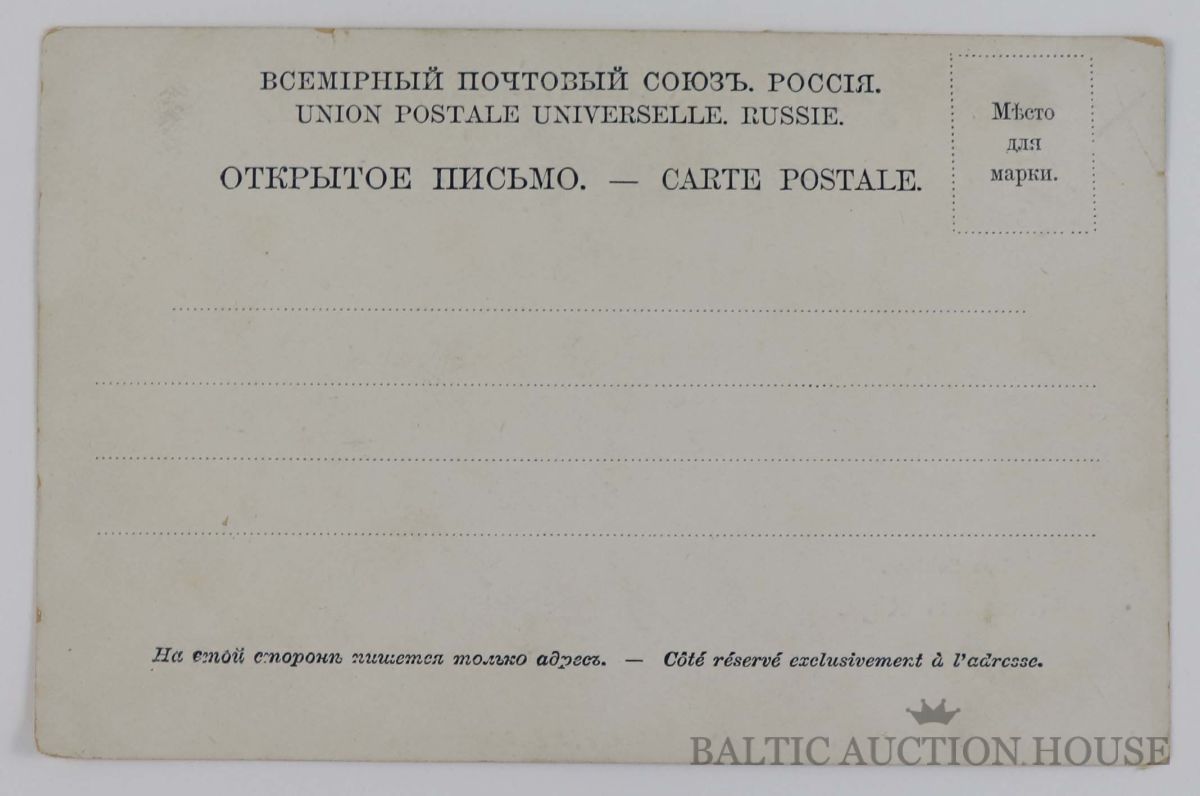 ВСЕМІРНЫЙ ПОЧТОВЫЙ СОЮЗЪ. РОССІЯ.
UNION POSTALE UNIVERSELLE. RUSSIE.
ОТКРЫТОЕ ПИСЬМО. — CARTE POSTALE.
Мѣсто
для
марки.
На етой сторонѣ пишется только адресъ. — Côté réservé exclusivement à l'adresse.
BALTIC AUCTION HOUSE